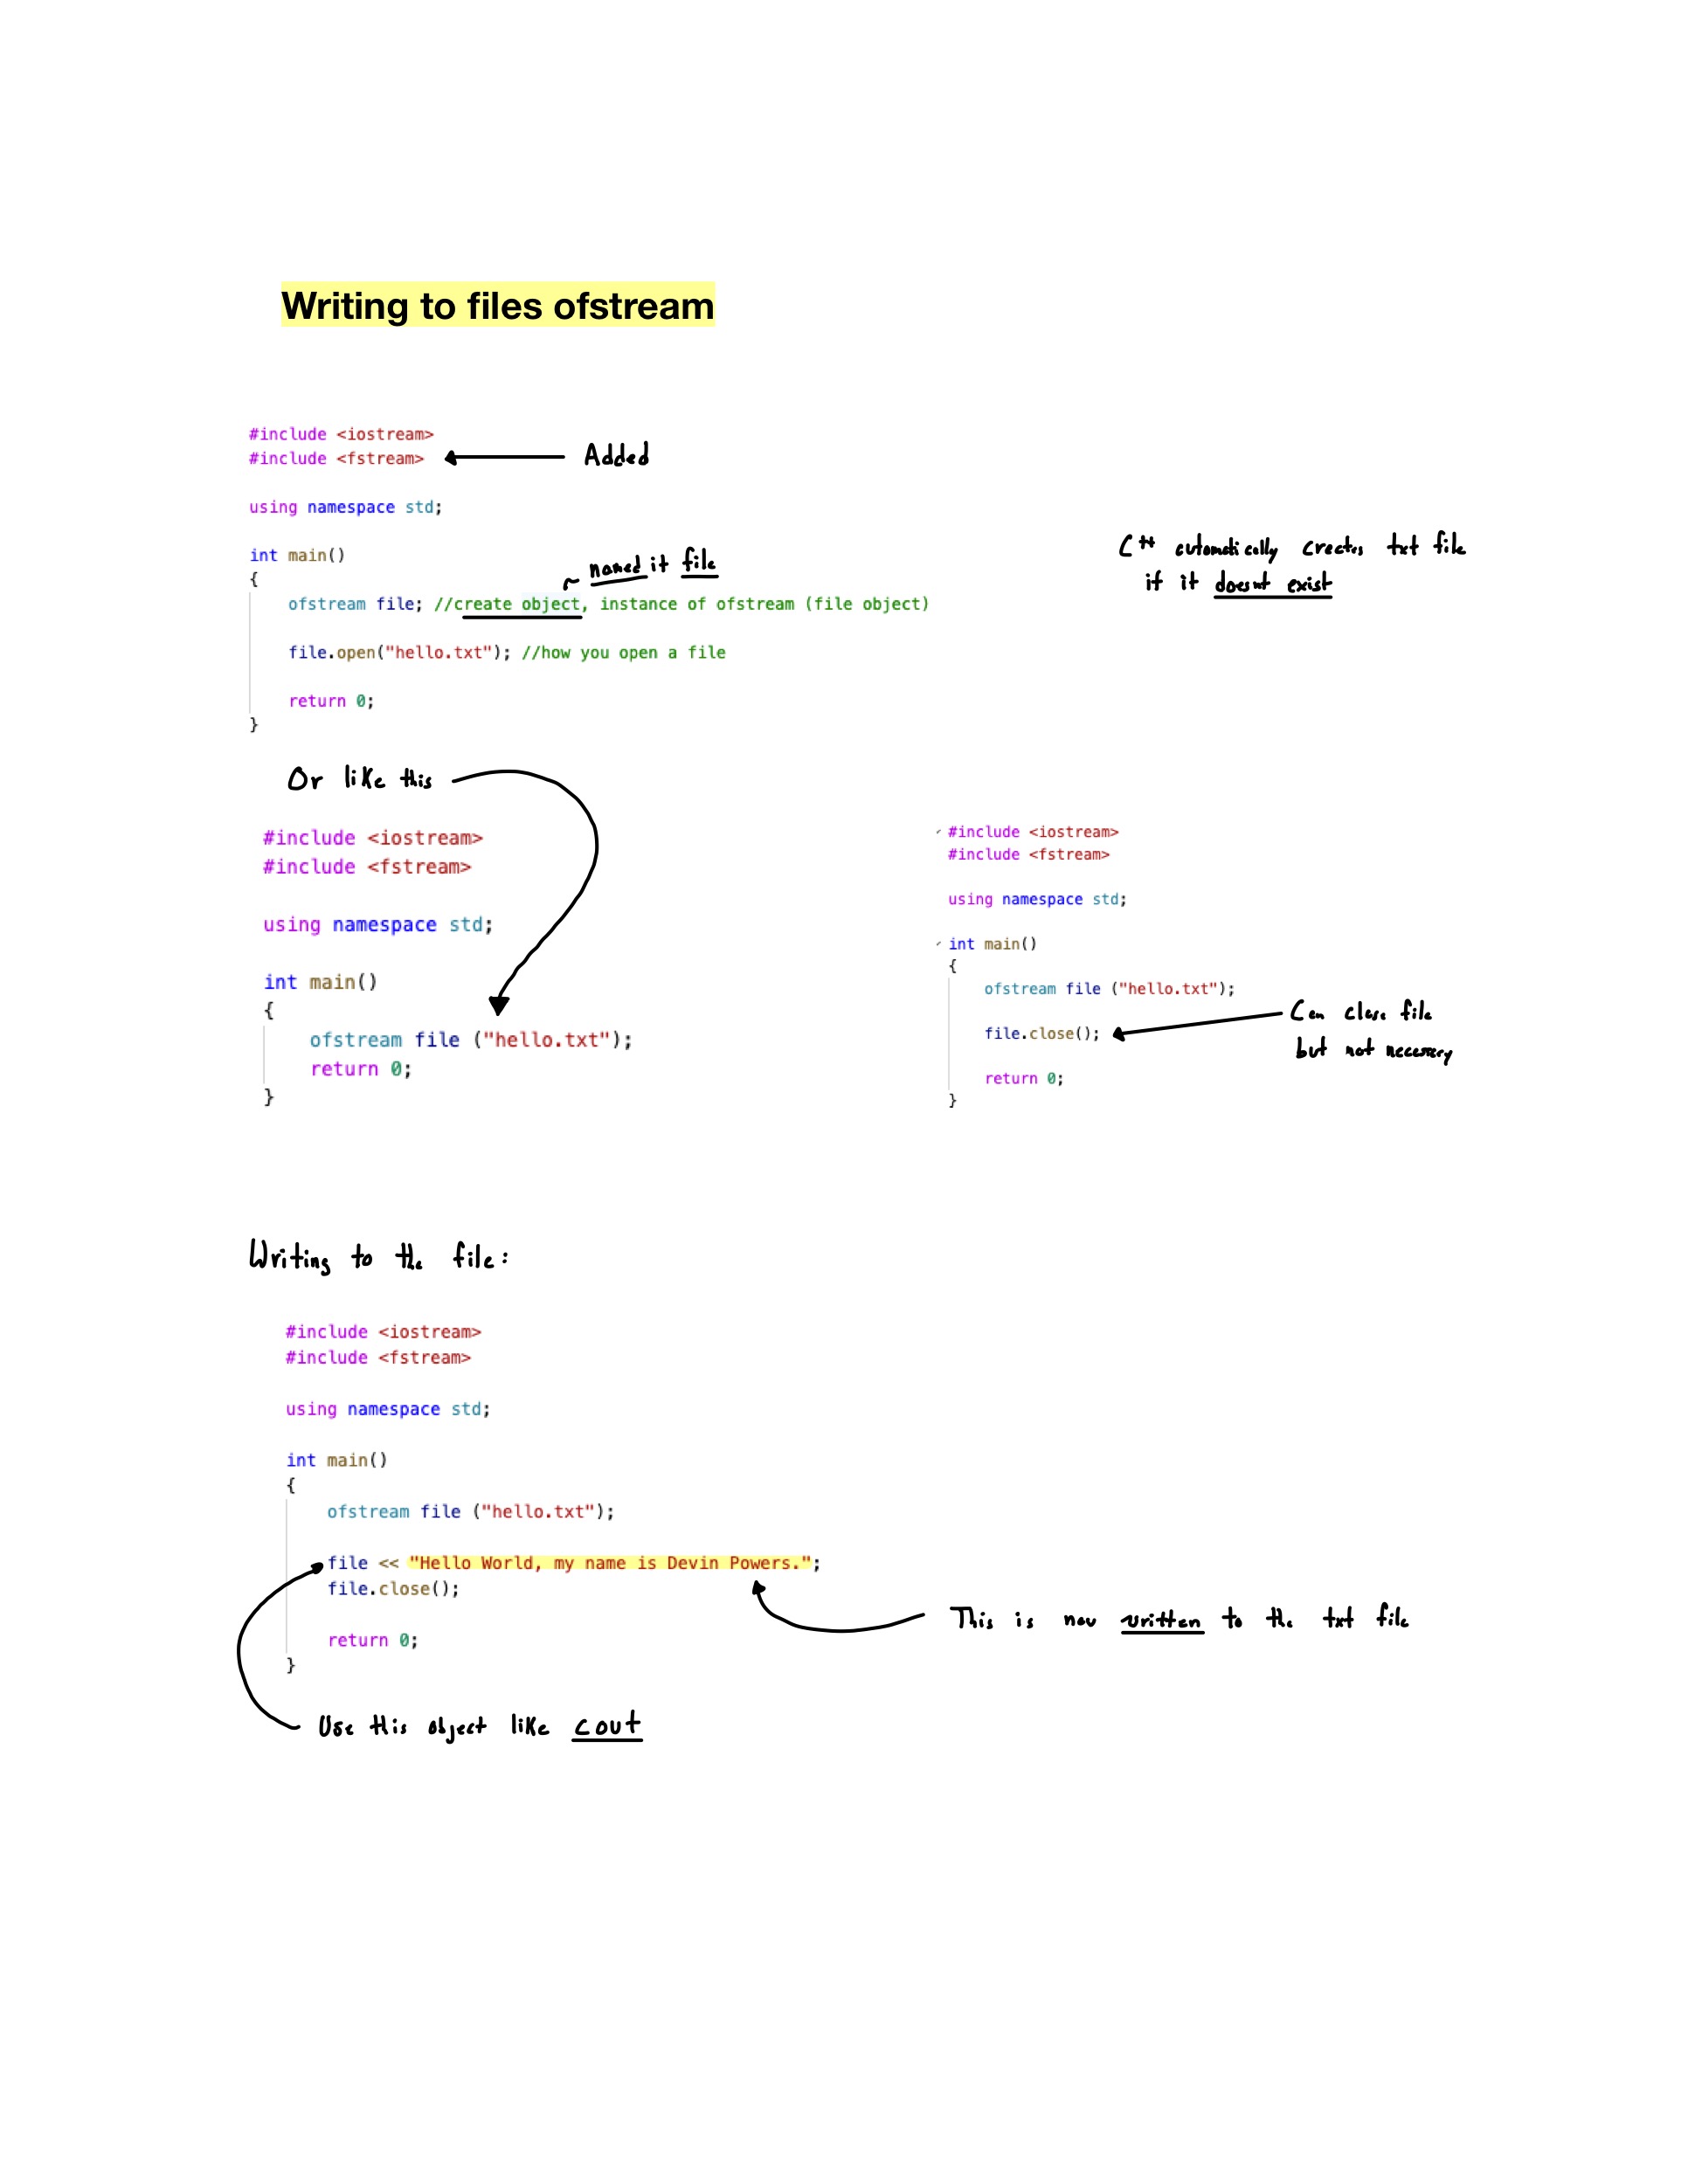 Writing to files ofstream
#include <iostream>
#include <fstream>
Added
using namespace std;
int main()
{
~ named it file
ofstream file; //create object, instance of ofstream (file object)
file.open("hello.txt"); //how you open a file
return 0;
}
C++ automatically creates txt file
if it doesnt exist
Or like this
#include <iostream>
#include <fstream>
using namespace std;
int main()
{
ofstream file ("hello.txt");
return 0;
}
#include <iostream>
#include <fstream>
using namespace std;
int main()
{
ofstream file ("hello.txt");
file.close();
return 0;
}
Can close file
but not necessary
Writing to the file:
#include <iostream>
#include <fstream>
using namespace std;
int main()
{
ofstream file ("hello.txt");
file << "Hello World, my name is Devin Powers.";
file.close();
return 0;
}
This is now written to the txt file
Use this object like cout